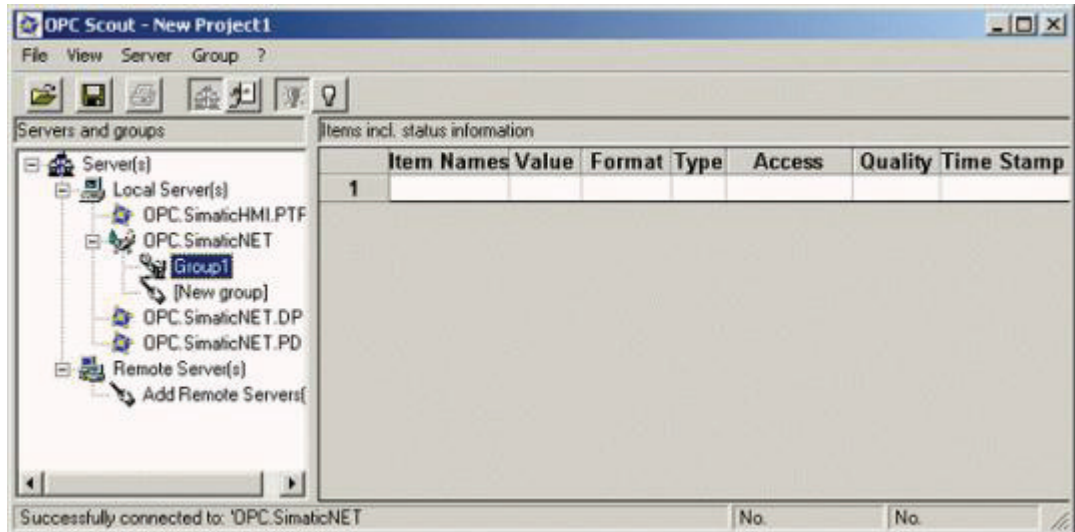 OPC Scout - New Project1
File View Server Group ?
Servers and groups
Items incl. status information
Item Names Value Format Type Access Quality Time Stamp
1
Server(s)
Local Server(s)
OPC.SimaticHMI.PTF
OPC.SimaticNET
Group1
[New group]
OPC.SimaticNET.DP
OPC.SimaticNET.PD
Remote Server(s)
Add Remote Servers(
Successfully connected to: 'OPC.SimaticNET
No.
No.